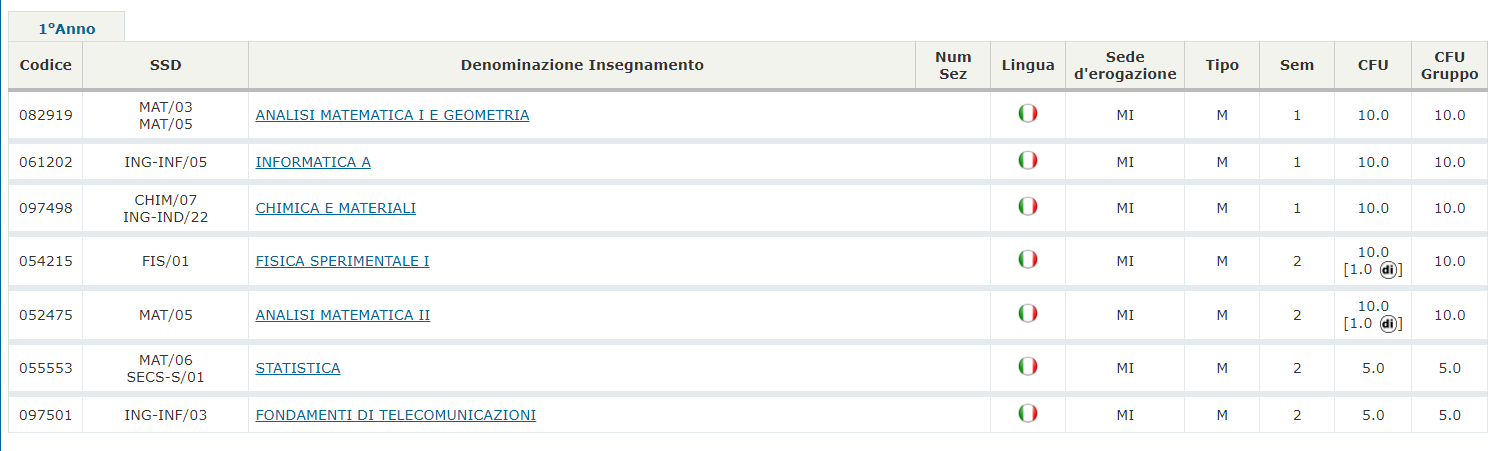 1°Anno
Codice SSD Denominazione Insegnamento Num Sez Lingua Sede d'erogazione Tipo Sem CFU CFU Gruppo
082919 MAT/03 MAT/05 ANALISI MATEMATICA I E GEOMETRIA MI M 1 10.0 10.0
061202 ING-INF/05 INFORMATICA A MI M 1 10.0 10.0
097498 CHIM/07 ING-IND/22 CHIMICA E MATERIALI MI M 1 10.0 10.0
054215 FIS/01 FISICA SPERIMENTALE I MI M 2 10.0 [1.0 di] 10.0
052475 MAT/05 ANALISI MATEMATICA II MI M 2 10.0 [1.0 di] 10.0
055553 MAT/06 SECS-S/01 STATISTICA MI M 2 5.0 5.0
097501 ING-INF/03 FONDAMENTI DI TELECOMUNICAZIONI MI M 2 5.0 5.0